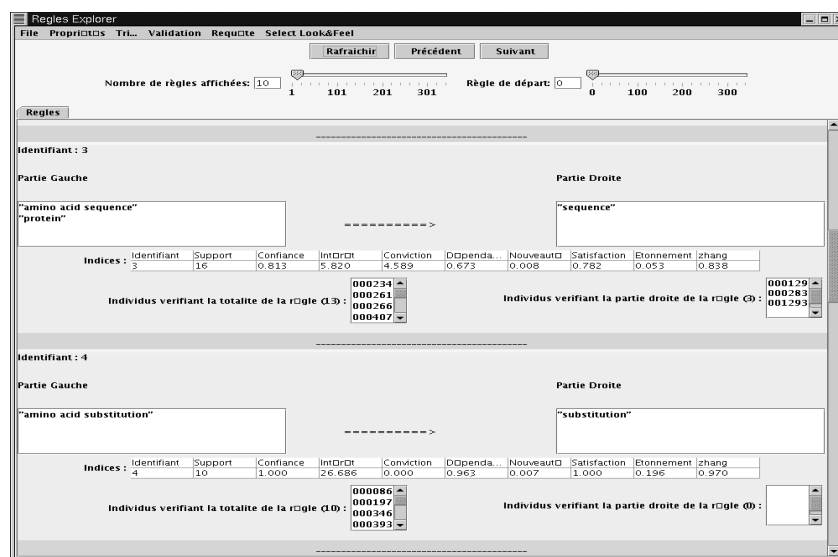 Regles Explorer
File Propri□t□s Tri... Validation Requ□te Select Look&Feel
Rafraichir Précédent Suivant
Nombre de règles affichées: 10 1 101 201 301 Règle de départ: 0 0 100 200 300
Regles
Identifiant : 3
Partie Gauche Partie Droite
"amino acid sequence" "sequence"
"protein"
----------->
Identifiant Support Confiance Int□r□t Conviction D□penda... Nouveaut□ Satisfaction Etonnement zhang
Indices : 3 16 0.813 5.820 4.589 0.673 0.008 0.782 0.053 0.838
Individus verifiant la totalite de la r□gle (13) : 000234 000261 000266 000407
Individus verifiant la partie droite de la r□gle (3) : 000129 000283 001293
Identifiant : 4
Partie Gauche Partie Droite
"amino acid substitution" "substitution"
----------->
Identifiant Support Confiance Int□r□t Conviction D□penda... Nouveaut□ Satisfaction Etonnement zhang
Indices : 4 10 1.000 26.686 0.000 0.963 0.007 1.000 0.196 0.970
Individus verifiant la totalite de la r□gle (10) : 000086 000197 000346 000393
Individus verifiant la partie droite de la r□gle (0) :